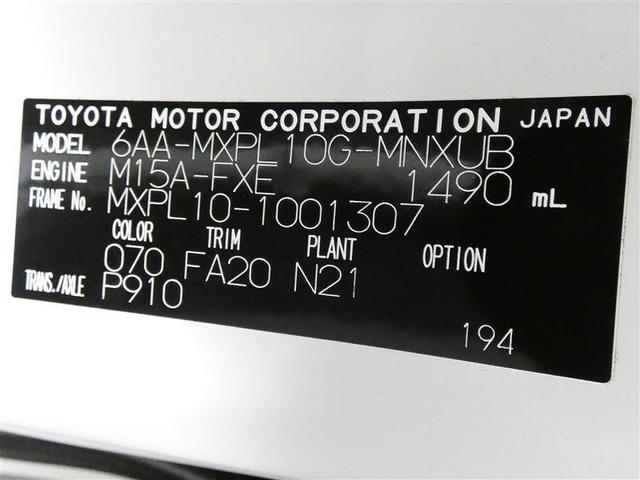 TOYOTA MOTOR CORPORATION JAPAN
MODEL 6AA-MXPL10G-MNXUB
ENGINE M15A-FXE 1490 mL
FRAME No. MXPL10-1001307
COLOR TRIM PLANT OPTION
070 FA20 N21
TRANS./AXLE P910
194